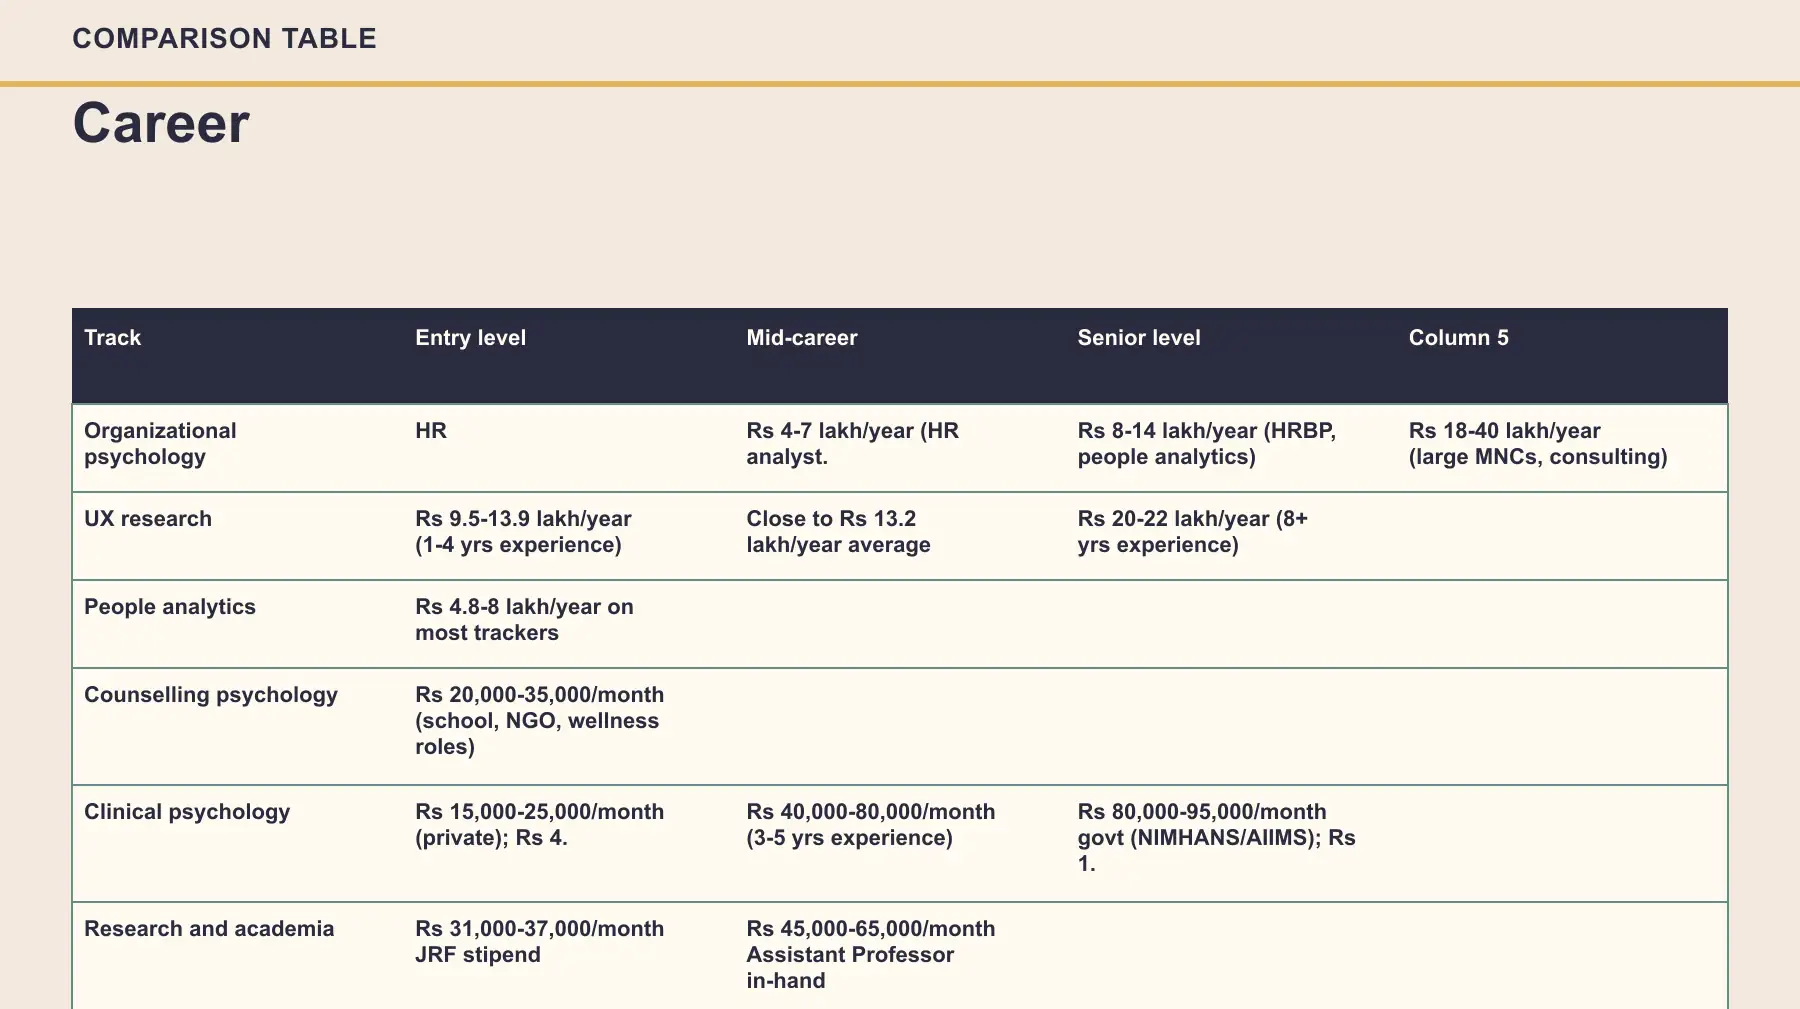 COMPARISON TABLE
Career
Track Entry level Mid-career Senior level Column 5
Organizational HR Rs 4-7 lakh/year (HR Rs 8-14 lakh/year (HRBP, Rs 18-40 lakh/year
psychology analyst. people analytics) (large MNCs, consulting)
UX research Rs 9.5-13.9 lakh/year Close to Rs 13.2 Rs 20-22 lakh/year (8+
(1-4 yrs experience) lakh/year average yrs experience)
People analytics Rs 4.8-8 lakh/year on
most trackers
Counselling psychology Rs 20,000-35,000/month
(school, NGO, wellness
roles)
Clinical psychology Rs 15,000-25,000/month Rs 40,000-80,000/month Rs 80,000-95,000/month
(private); Rs 4. (3-5 yrs experience) govt (NIMHANS/AIIMS); Rs
1.
Research and academia Rs 31,000-37,000/month Rs 45,000-65,000/month
JRF stipend Assistant Professor
in-hand